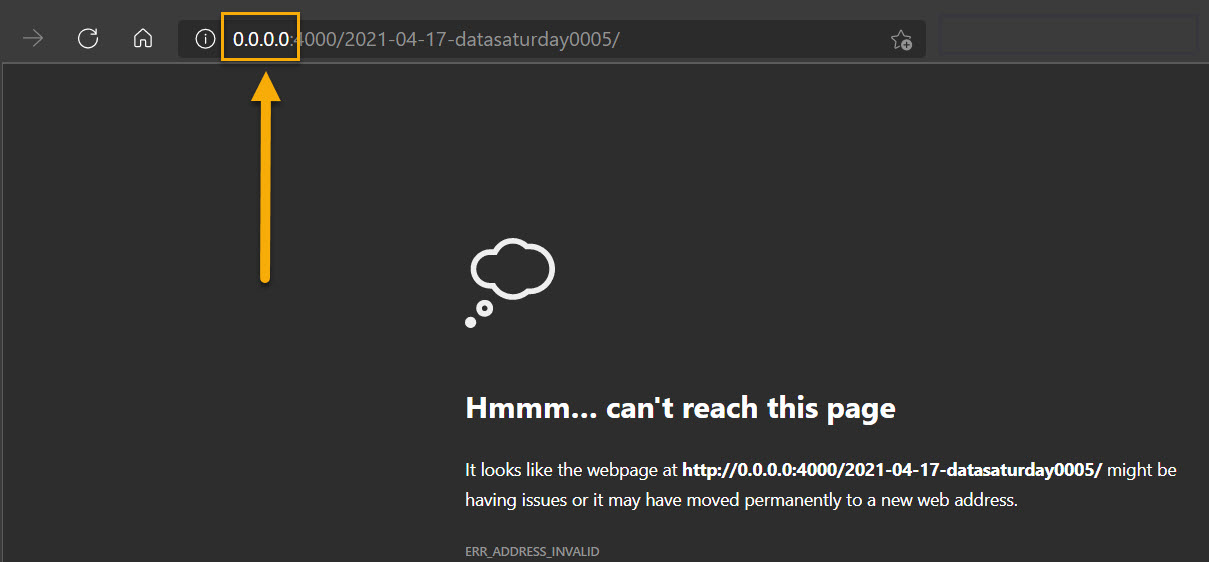 0.0.0.0:4000/2021-04-17-datasaturday0005/
Hmmm... can't reach this page
It looks like the webpage at http://0.0.0.0:4000/2021-04-17-datasaturday0005/ might be
having issues or it may have moved permanently to a new web address.
ERR_ADDRESS_INVALID